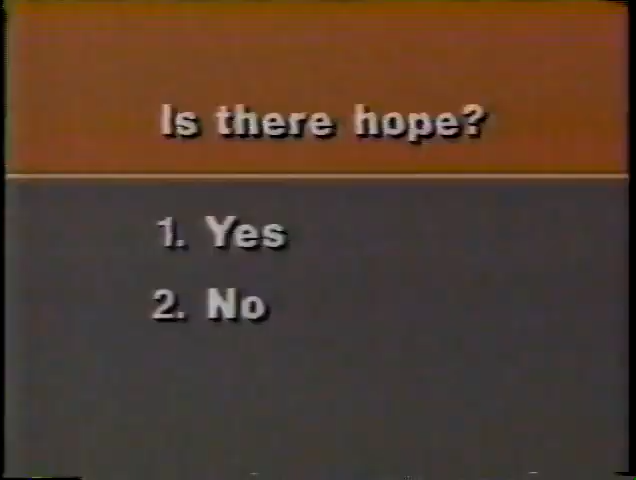 Is there hope?
1. Yes
2. No